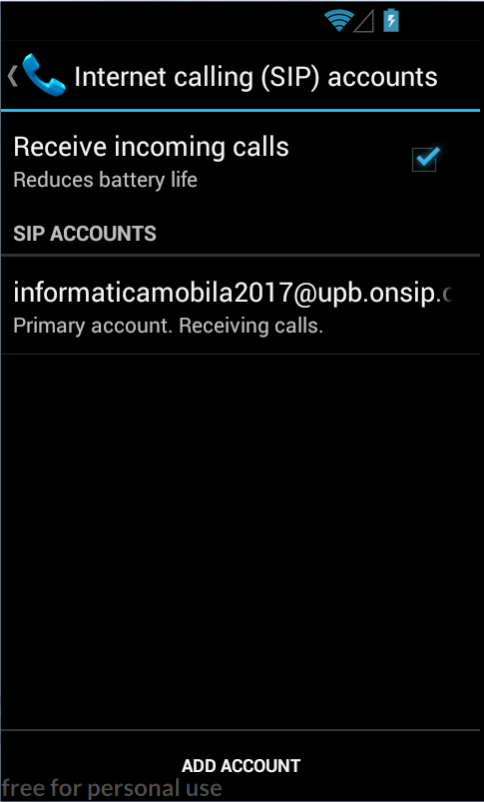 Internet calling (SIP) accounts
Receive incoming calls
Reduces battery life
SIP ACCOUNTS
informaticamobila2017@upb.onsip.
Primary account. Receiving calls.
ADD ACCOUNT
free for personal use